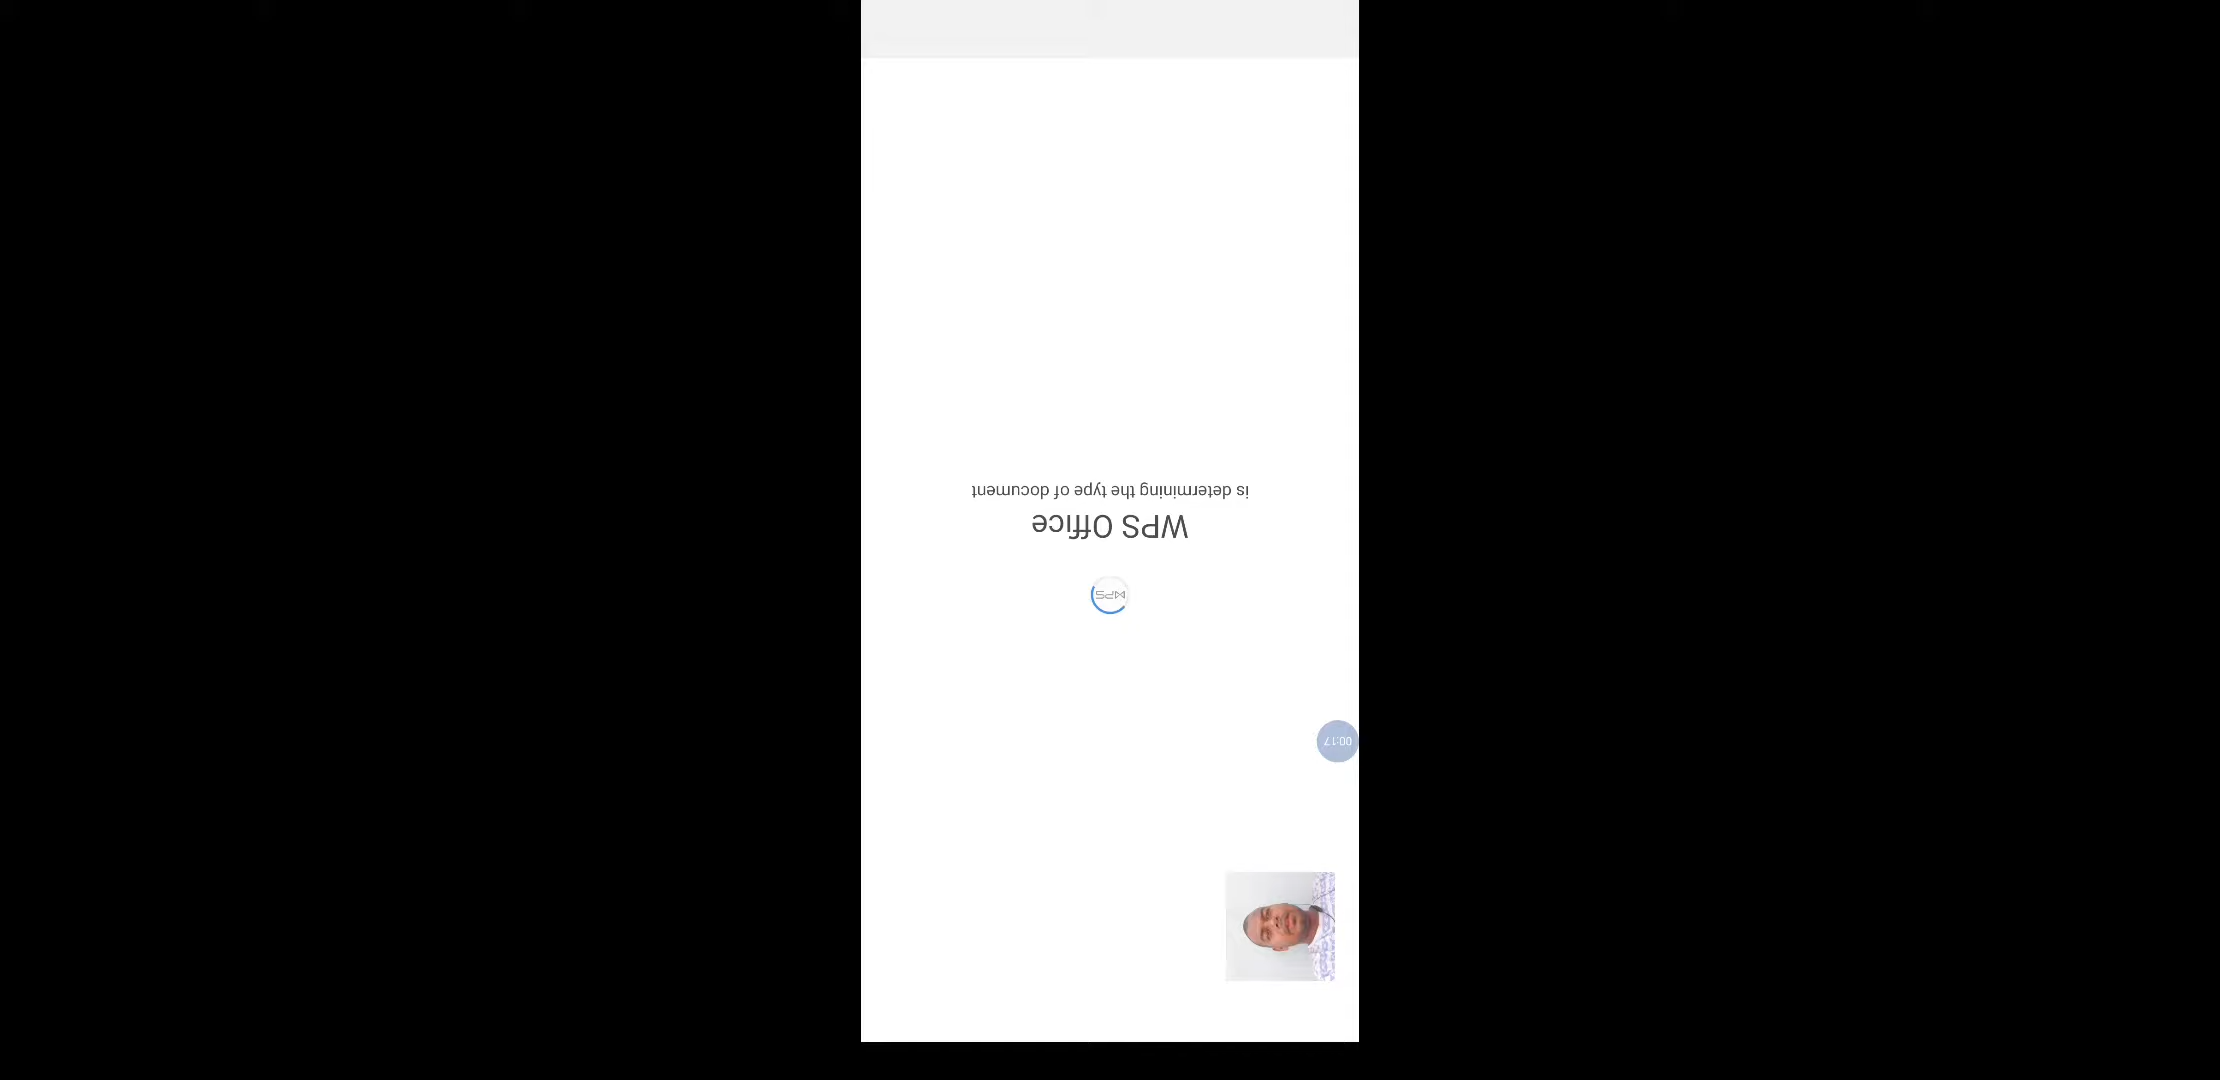 00:17
WPS
WPS Office
is determining the type of document